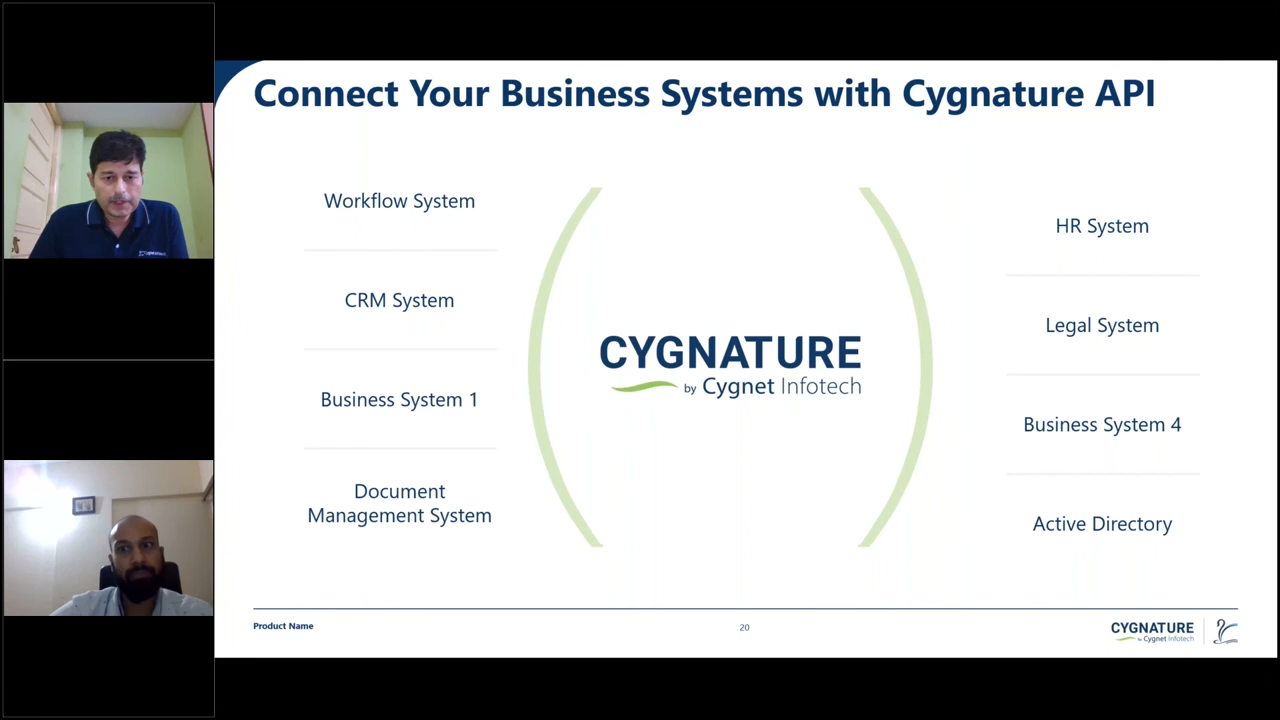 Connect Your Business Systems with Cygnature API
Workflow System
CRM System
Business System 1
Document
Management System
CYGNATURE
by Cygnet Infotech
HR System
Legal System
Business System 4
Active Directory
Product Name
20
CYGNATURE
by Cygnet Infotech